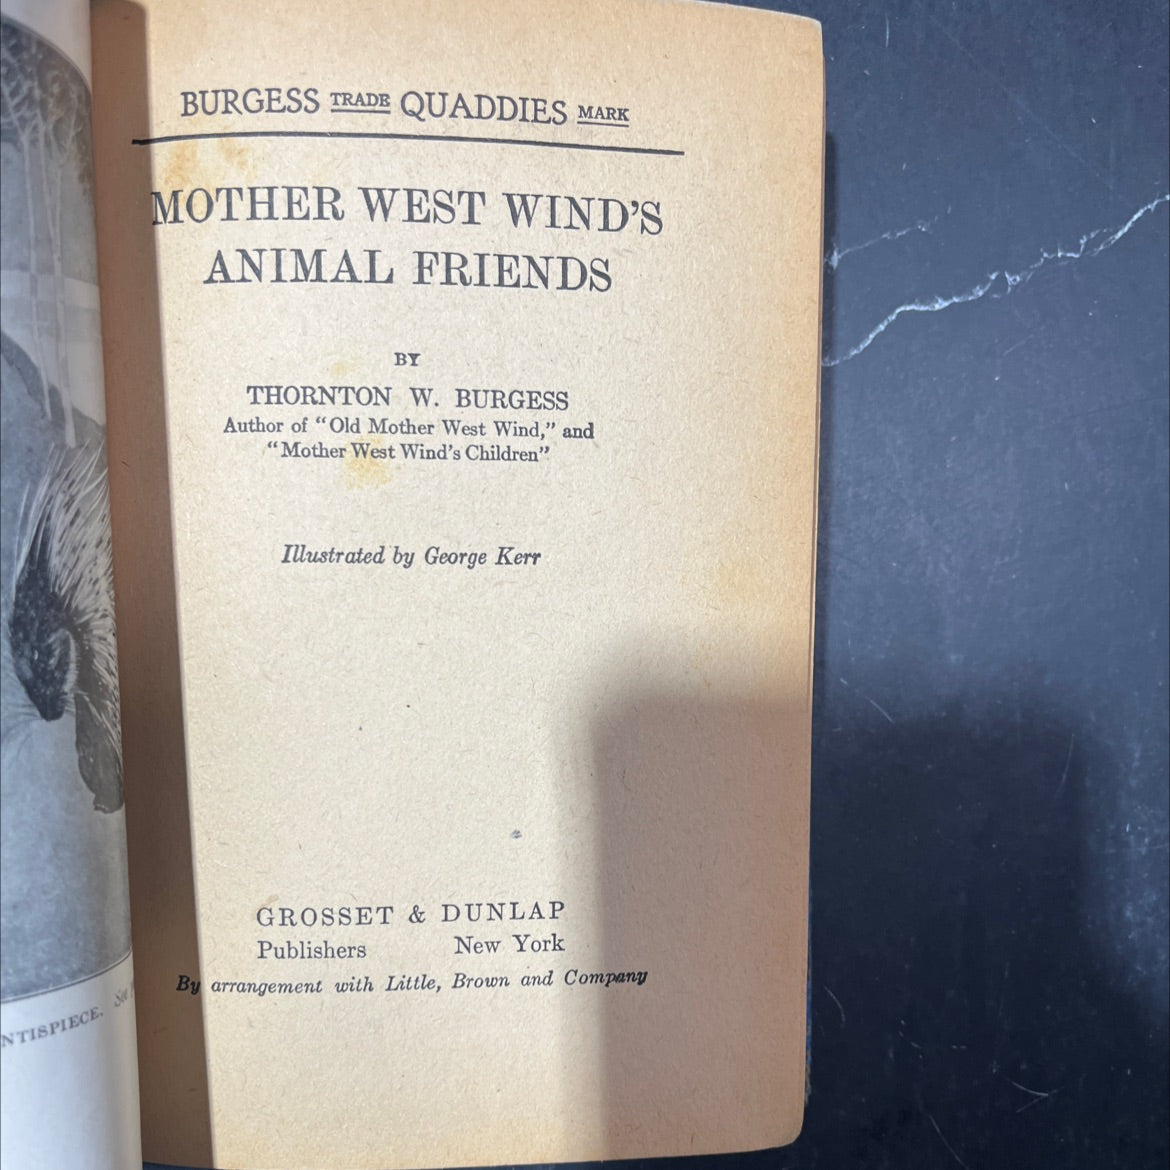 BURGESS TRADE QUADDIES MARK
MOTHER WEST WIND'S
ANIMAL FRIENDS
BY
THORNTON W. BURGESS
Author of "Old Mother West Wind," and
"Mother West Wind's Children"
Illustrated by George Kerr
GROSSET & DUNLAP
Publishers New York
By arrangement with Little, Brown and Company
NTISPIECE. See